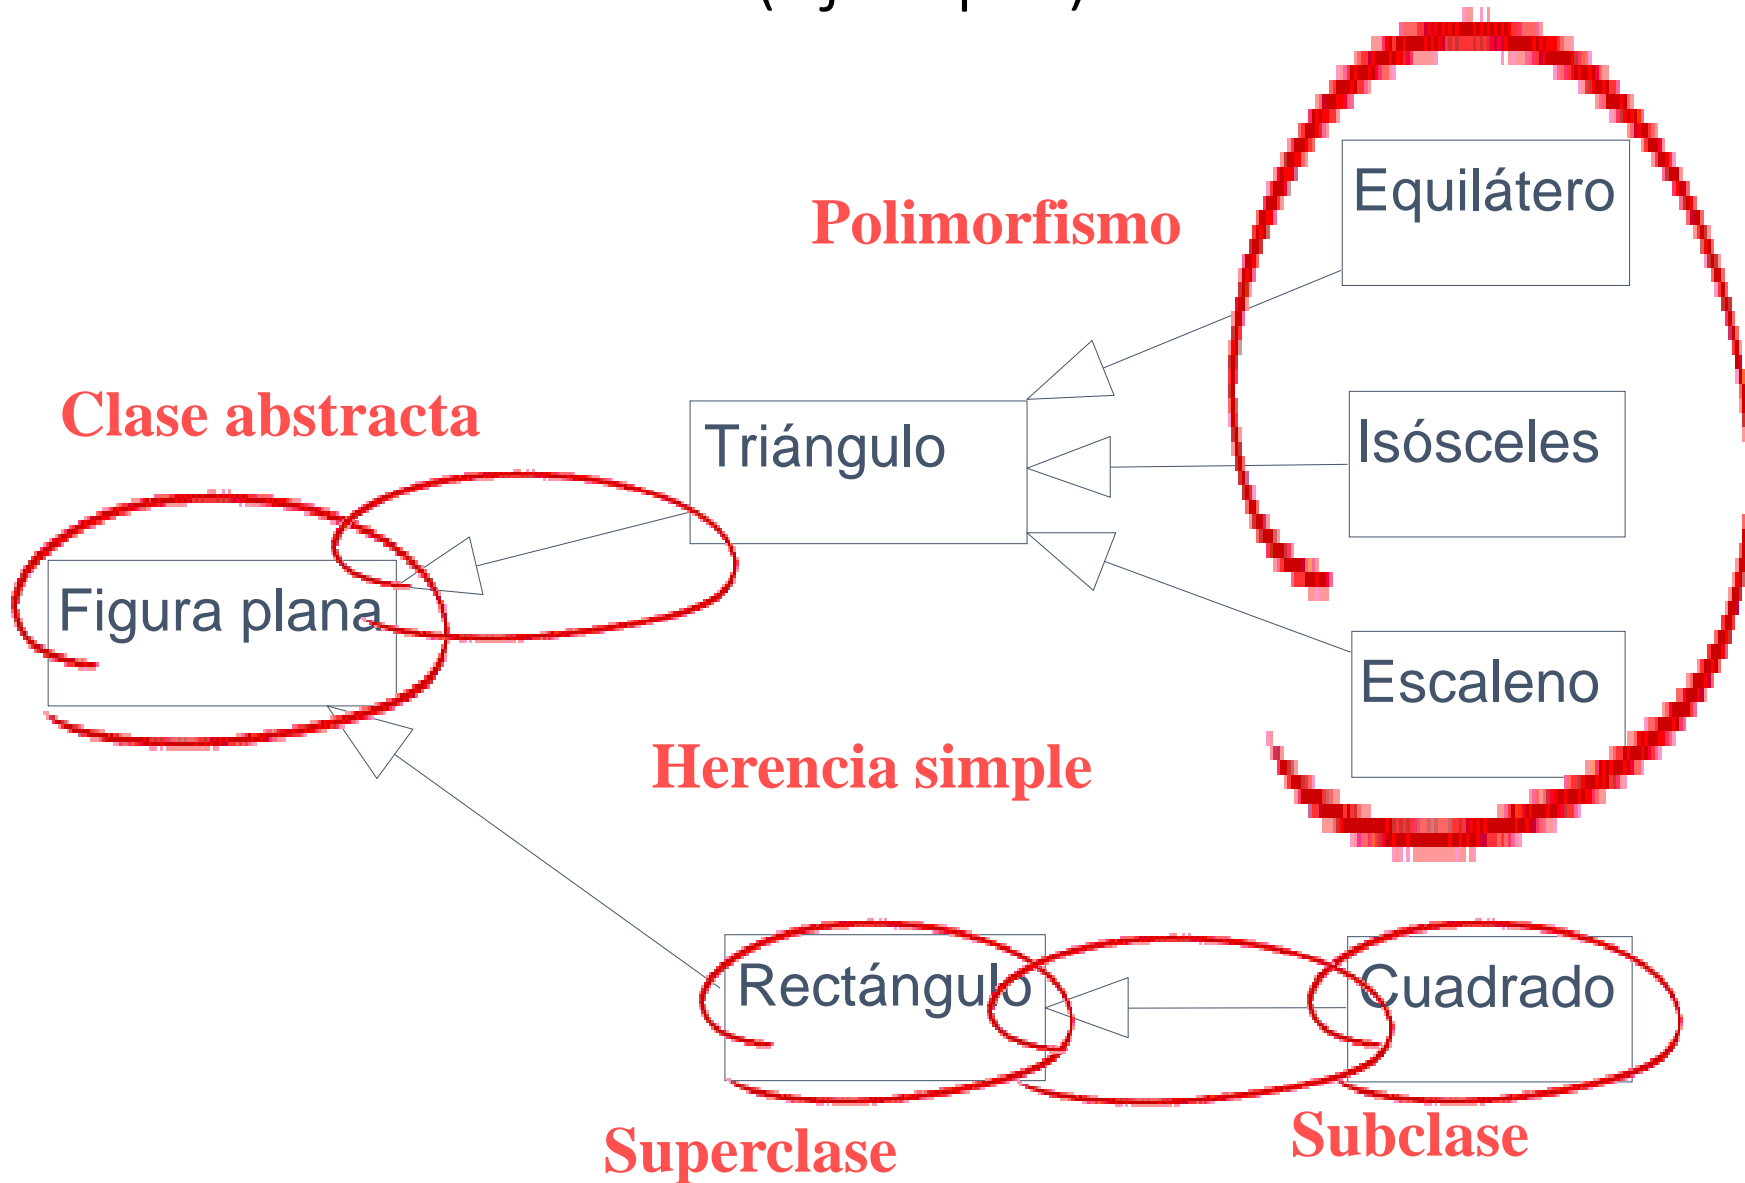 Equilátero
Polimorfismo
Clase abstracta
Triángulo
Isósceles
Figura plana
Escaleno
Herencia simple
Rectángulo
Cuadrado
Superclase
Subclase